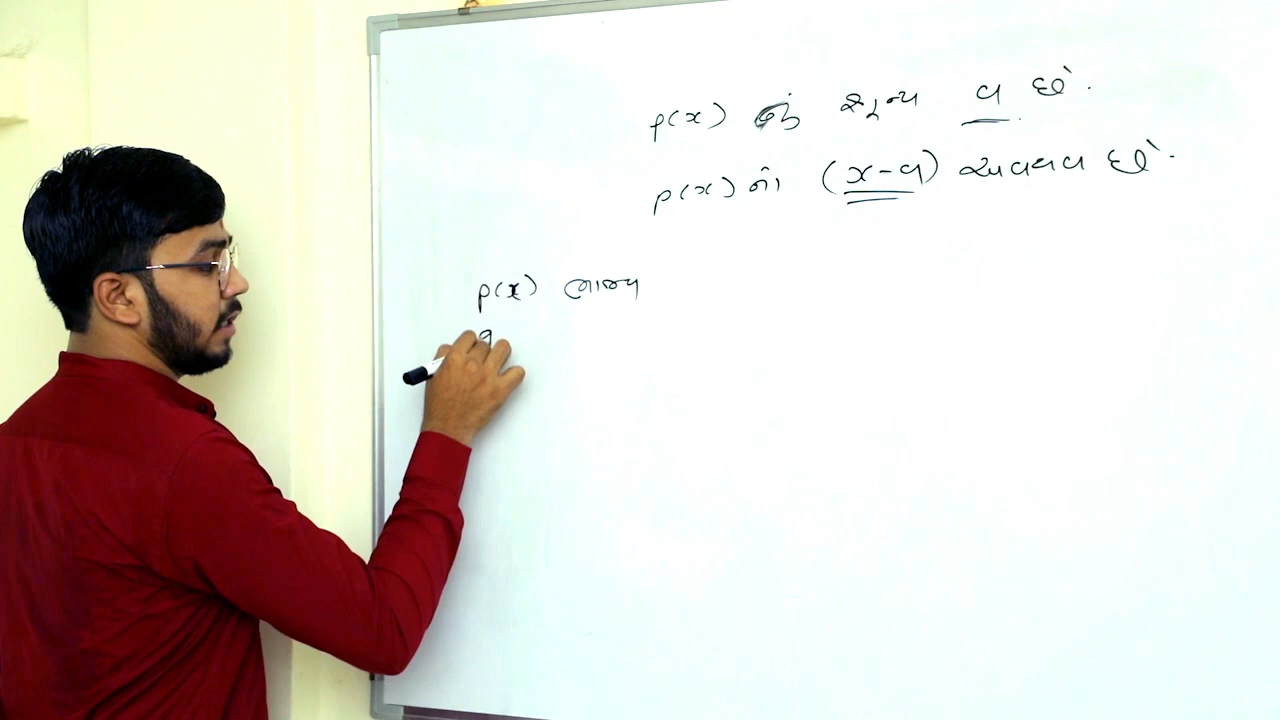 p(x) નું શૂન્ય a છે.
p(x) નો (x-a) અવયવ છે.
p(x) ભાજ્ય
q